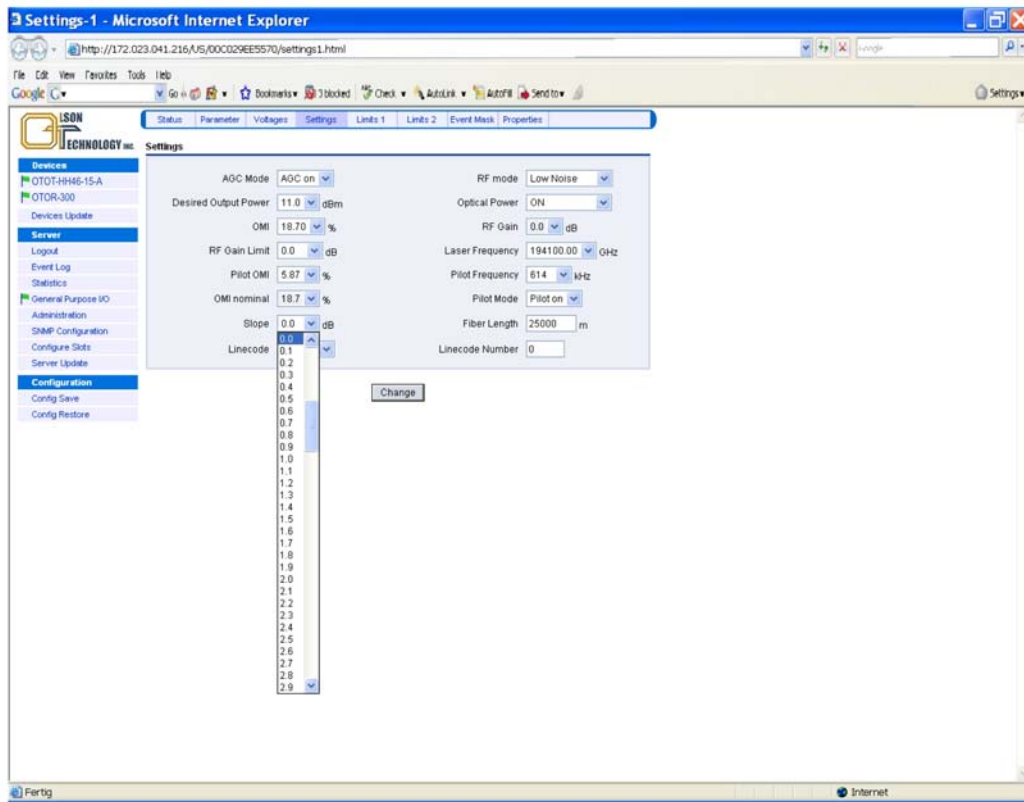 Settings-1 - Microsoft Internet Explorer
http://172.023.041.216/US/00C029EE5570/settings1.html
Google
File Edit View Favorites Tools Help
Google Go Bookmarks 3 blocked Check AutoLink AutoFill Send to Settings
OLSON TECHNOLOGY INC.
Status Parameter Voltages Settings Limits 1 Limits 2 Event Mask Properties
Settings
Devices
OTOT-HH46-15-A
OTOR-300
Devices Update
Server
Logout
Event Log
Statistics
General Purpose I/O
Administration
SNMP Configuration
Configure Slots
Server Update
Configuration
Config Save
Config Restore
AGC Mode AGC on RF mode Low Noise
Desired Output Power 11.0 dBm Optical Power ON
OMI 18.70 % RF Gain 0.0 dB
RF Gain Limit 0.0 dB Laser Frequency 194100.00 GHz
Pilot OMI 5.87 % Pilot Frequency 614 kHz
OMI nominal 18.7 % Pilot Mode Pilot on
Slope 0.0 dB Fiber Length 25000 m
Linecode Linecode Number 0
0.0
0.1
0.2
0.3
0.4
0.5
0.6
0.7
0.8
0.9
1.0
1.1
1.2
1.3
1.4
1.5
1.6
1.7
1.8
1.9
2.0
2.1
2.2
2.3
2.4
2.5
2.6
2.7
2.8
2.9
Change
Fertig Internet